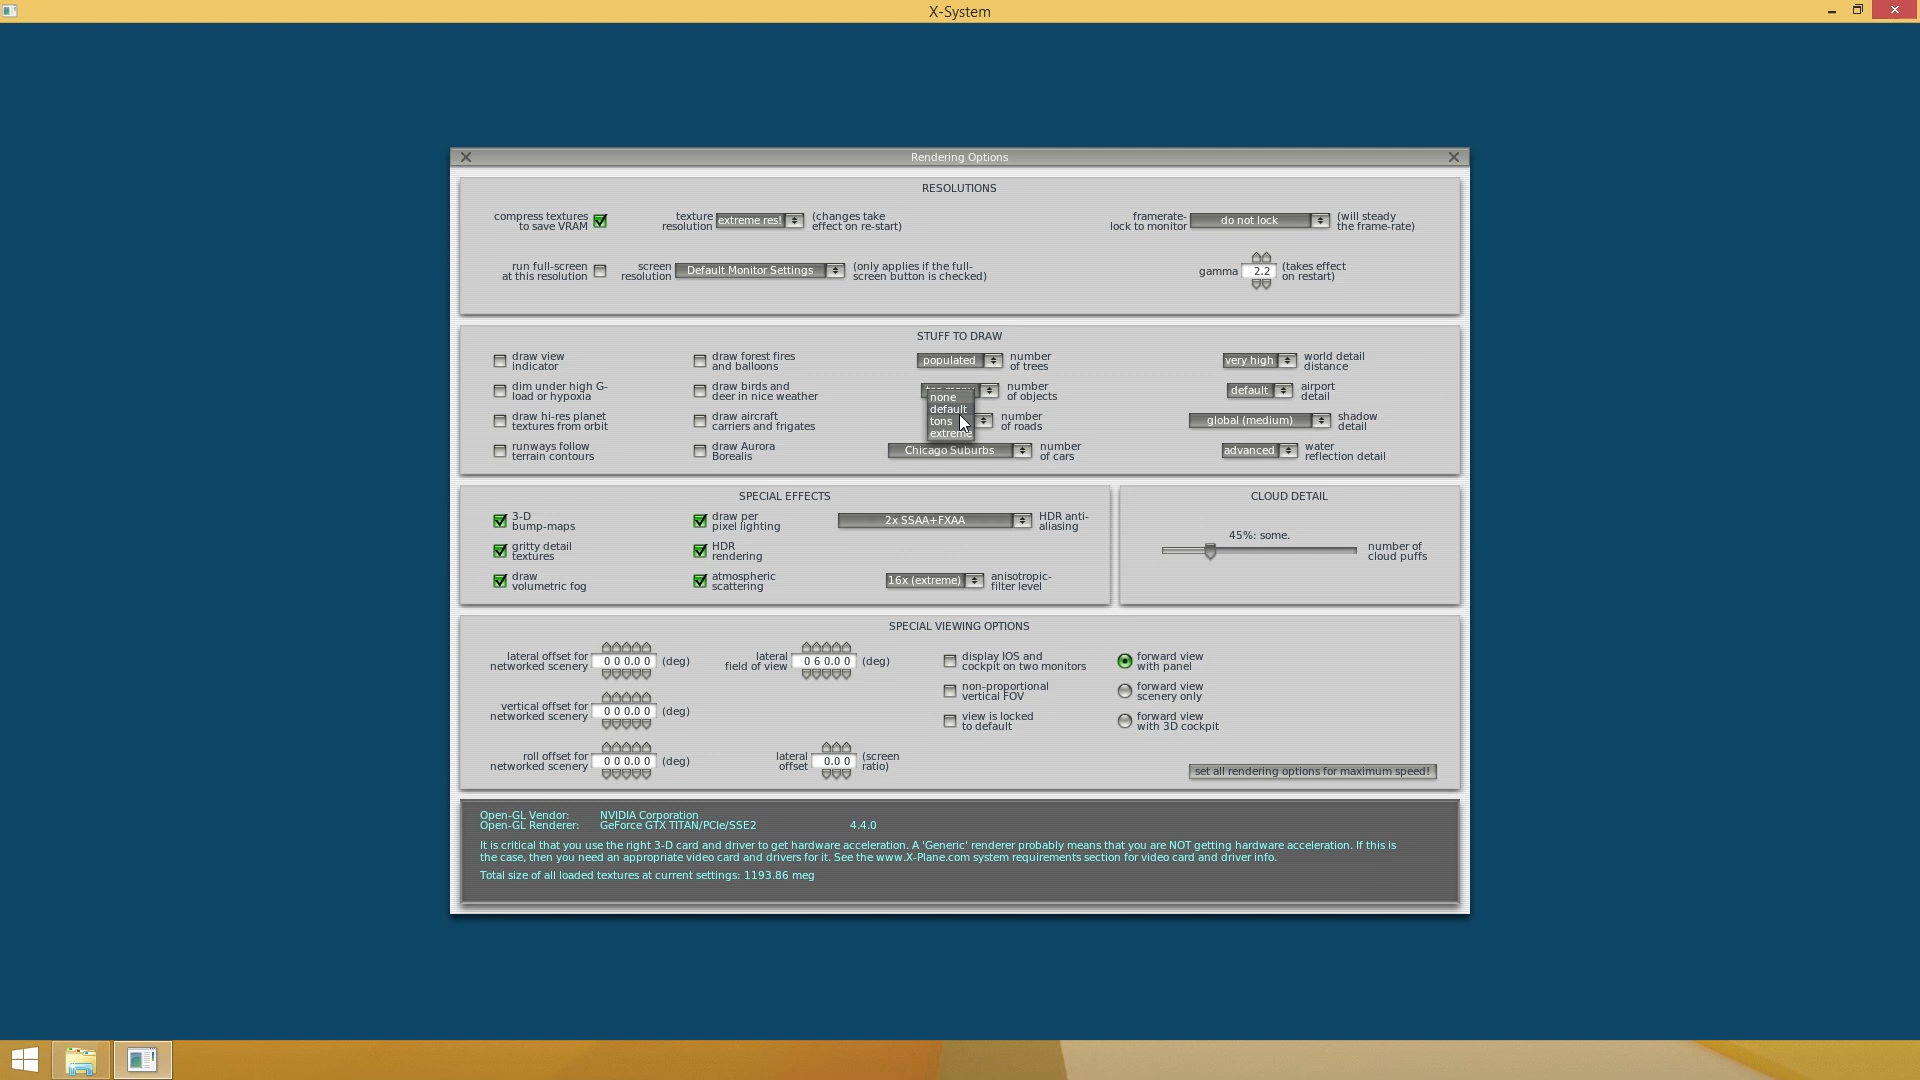 X-System
Rendering Options
RESOLUTIONS
compress textures
to save VRAM
texture
resolution
extreme res!
(changes take
effect on re-start)
framerate-
lock to monitor
do not lock
(will steady
the frame-rate)
run full-screen
at this resolution
screen
resolution
Default Monitor Settings
(only applies if the full-
screen button is checked)
gamma
2.2
(takes effect
on restart)
STUFF TO DRAW
draw view
indicator
draw forest fires
and balloons
populated
number
of trees
very high
world detail
distance
dim under high G-
load or hypoxia
draw birds and
deer in nice weather
number
of objects
default
airport
detail
none
default
tons
extreme
draw hi-res planet
textures from orbit
draw aircraft
carriers and frigates
number
of roads
global (medium)
shadow
detail
runways follow
terrain contours
draw Aurora
Borealis
Chicago Suburbs
number
of cars
advanced
water
reflection detail
SPECIAL EFFECTS
3-D
bump-maps
draw per
pixel lighting
2x SSAA+FXAA
HDR anti-
aliasing
gritty detail
textures
HDR
rendering
draw
volumetric fog
atmospheric
scattering
16x (extreme)
anisotropic-
filter level
CLOUD DETAIL
45%: some.
number of
cloud puffs
SPECIAL VIEWING OPTIONS
lateral offset for
networked scenery
0 0 0.0 0
(deg)
lateral
field of view
0 6 0.0 0
(deg)
display IOS and
cockpit on two monitors
forward view
with panel
non-proportional
vertical FOV
forward view
scenery only
vertical offset for
networked scenery
0 0 0.0 0
(deg)
view is locked
to default
forward view
with 3D cockpit
roll offset for
networked scenery
0 0 0.0 0
(deg)
lateral
offset
0.0 0
(screen
ratio)
set all rendering options for maximum speed!
Open-GL Vendor: NVIDIA Corporation
Open-GL Renderer: GeForce GTX TITAN/PCIe/SSE2 4.4.0
It is critical that you use the right 3-D card and driver to get hardware acceleration. A 'Generic' renderer probably means that you are NOT getting hardware acceleration. If this is
the case, then you need an appropriate video card and drivers for it. See the www.X-Plane.com system requirements section for video card and driver info.
Total size of all loaded textures at current settings: 1193.86 meg